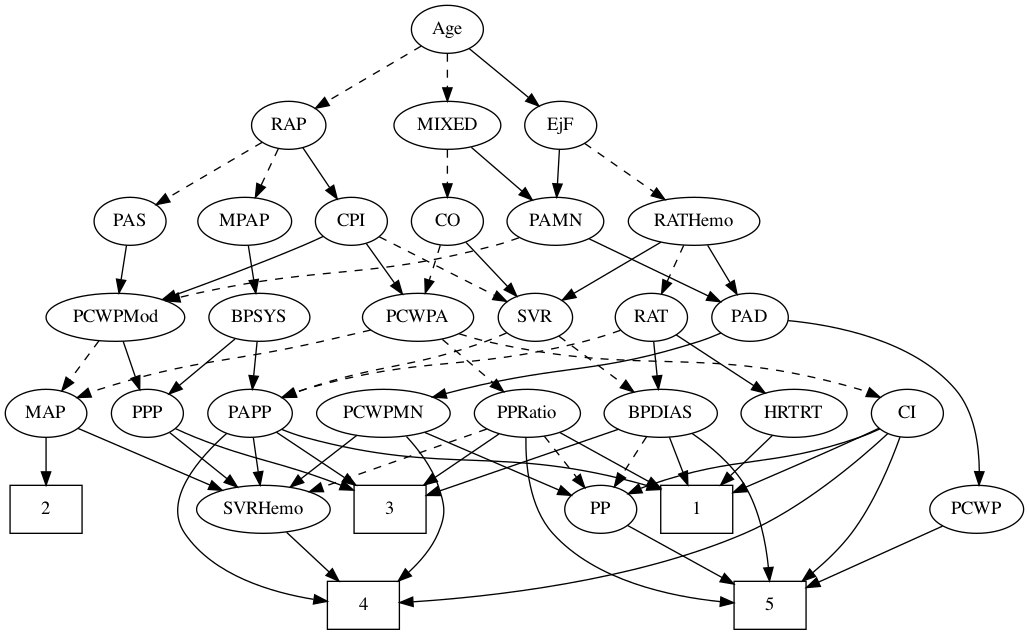 Age
RAP
MIXED
EjF
PAS
MPAP
CPI
CO
PAMN
RATHemo
PCWPMod
BPSYS
PCWPA
SVR
RAT
PAD
MAP
PPP
PAPP
PCWPMN
PPRatio
BPDIAS
HRTRT
CI
2
SVRHemo
3
PP
1
PCWP
4
5